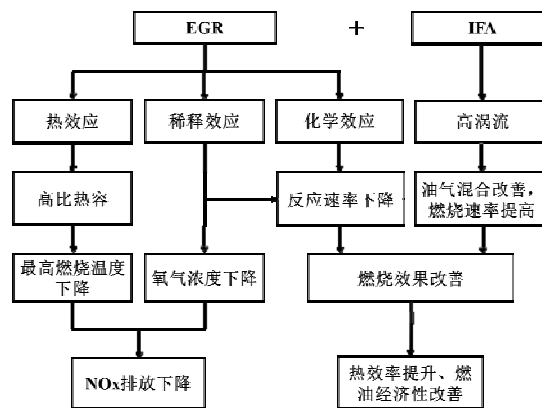 EGR + IFA
热效应 稀释效应 化学效应 高涡流
高比热容 反应速率下降 油气混合改善，
燃烧速率提高
最高燃烧温度
下降
氧气浓度下降 燃烧效果改善
NOx排放下降 热效率提升、燃
油经济性改善